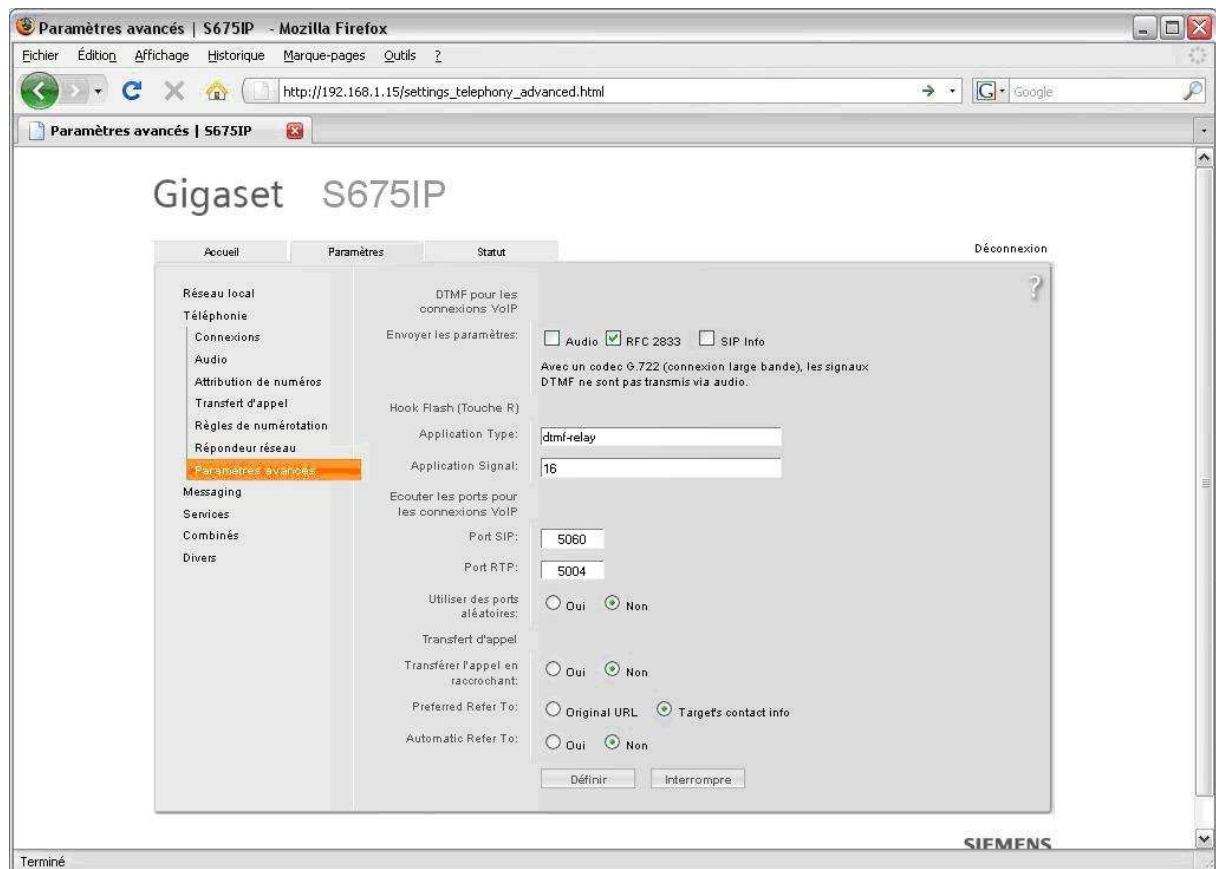 Paramètres avancés | S675IP - Mozilla Firefox
Fichier Édition Affichage Historique Marque-pages Outils ?
http://192.168.1.15/settings_telephony_advanced.html
G Google
Paramètres avancés | S675IP
Gigaset S675IP
Accueil Paramètres Statut Déconnexion
?
Réseau local
Téléphonie
Connexions
Audio
Attribution de numéros
Transfert d'appel
Règles de numérotation
Répondeur réseau
Paramètres avancés
Messaging
Services
Combinés
Divers
DTMF pour les
connexions VoIP
Envoyer les paramètres: Audio RFC 2833 SIP Info
Avec un codec G.722 (connexion large bande), les signaux
DTMF ne sont pas transmis via audio.
Hook Flash (Touche R)
Application Type: dtmf-relay
Application Signal: 16
Ecouter les ports pour
les connexions VoIP
Port SIP: 5060
Port RTP: 5004
Utiliser des ports
aléatoires: Oui Non
Transfert d'appel
Transférer l'appel en
raccrochant: Oui Non
Preferred Refer To: Original URL Target's contact info
Automatic Refer To: Oui Non
Définir Interrompre
SIEMENS
Terminé